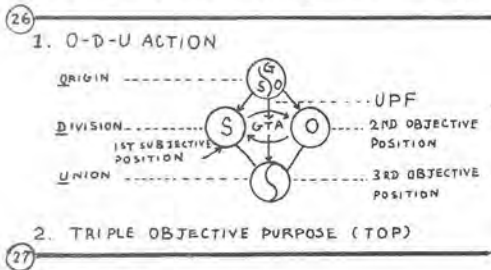 26
1. O-D-U ACTION
G
ORIGIN S O
UPF
DIVISION S GTA O 2ND OBJECTIVE POSITION
1ST SUBJECTIVE POSITION
UNION 3RD OBJECTIVE POSITION
2. TRIPLE OBJECTIVE PURPOSE (TOP)
27